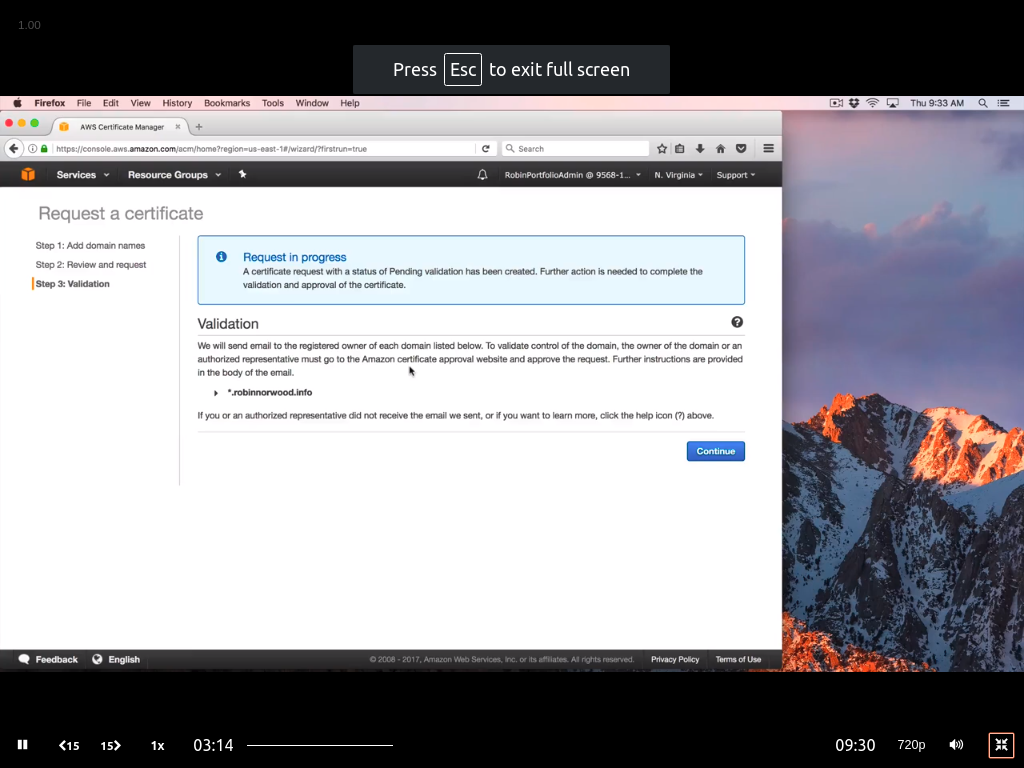 1.00
Press Esc to exit full screen
Firefox File Edit View History Bookmarks Tools Window Help Thu 9:33 AM
AWS Certificate Manager
https://console.aws.amazon.com/acm/home?region=us-east-1#/wizard/?firstrun=true Search
Services Resource Groups RobinPortfolioAdmin @ 9568-1... N. Virginia Support
Request a certificate
Step 1: Add domain names
Step 2: Review and request
Step 3: Validation
Request in progress
A certificate request with a status of Pending validation has been created. Further action is needed to complete the
validation and approval of the certificate.
Validation
We will send email to the registered owner of each domain listed below. To validate control of the domain, the owner of the domain or an
authorized representative must go to the Amazon certificate approval website and approve the request. Further instructions are provided
in the body of the email.
*.robinnorwood.info
If you or an authorized representative did not receive the email we sent, or if you want to learn more, click the help icon (?) above.
Continue
Feedback English © 2008 - 2017, Amazon Web Services, Inc. or its affiliates. All rights reserved. Privacy Policy Terms of Use
15 15 1x 03:14 09:30 720p